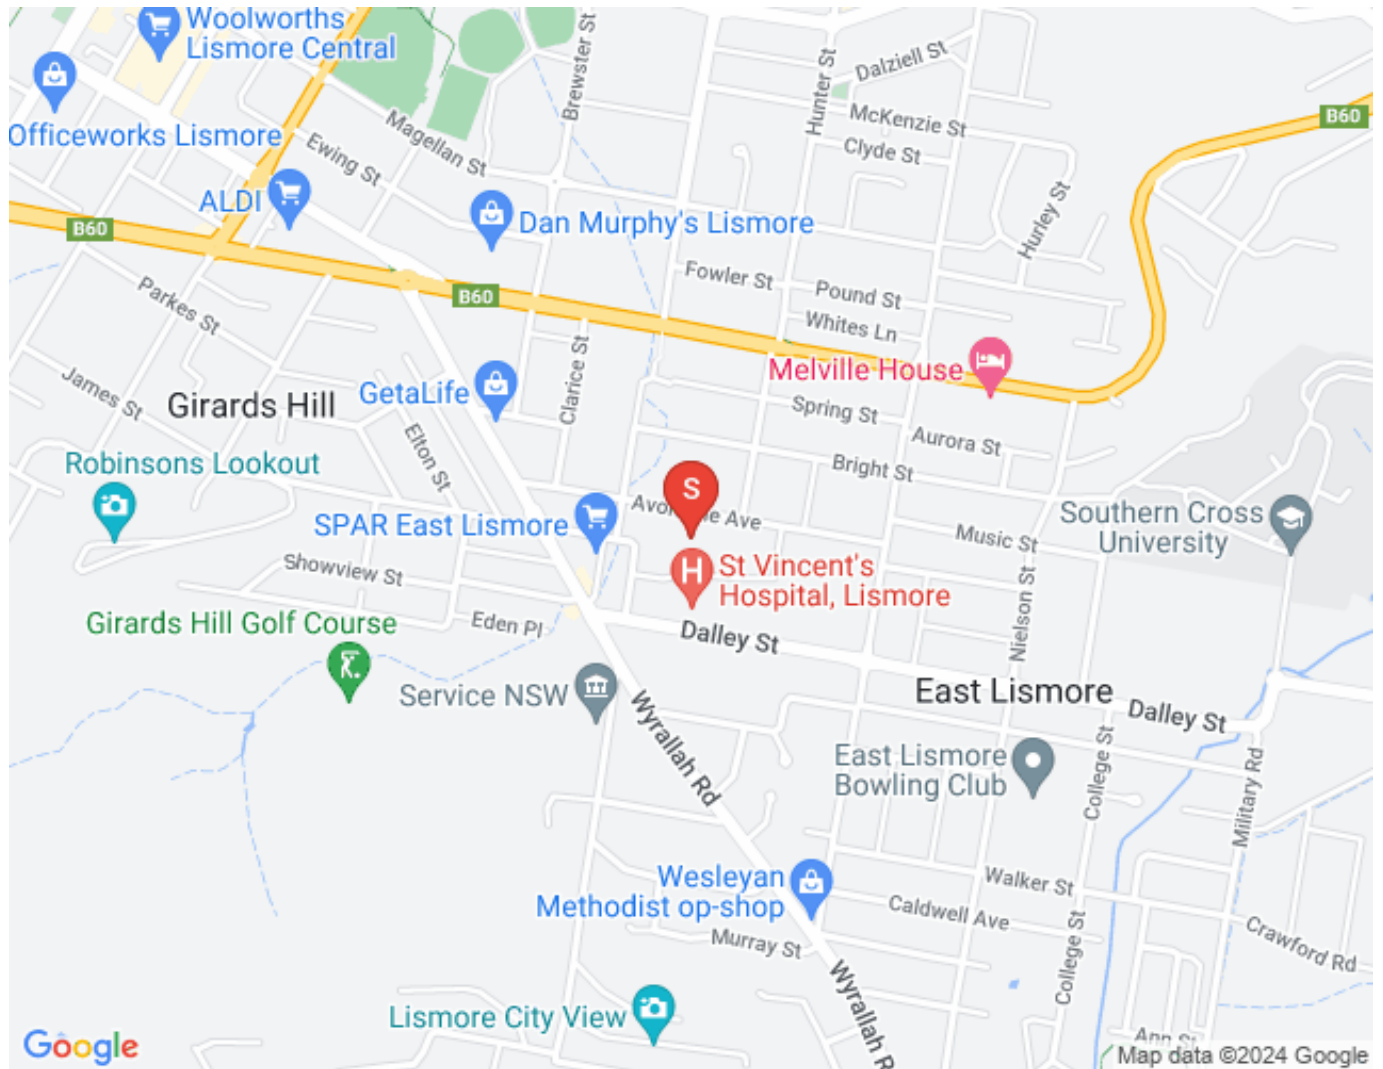 Woolworths
Lismore Central
Brewster St
Hunter St
Dalziell St
B60
McKenzie St
Officeworks Lismore
Magellan St
Ewing St
Clyde St
ALDI
Dan Murphy's Lismore
Hurley St
B60
Fowler St
Pound St
Parkes St
B60
Whites Ln
Melville House
James St
GetaLife
Clarice St
Girards Hill
Spring St
Aurora St
Elton St
Bright St
Robinsons Lookout
S
SPAR East Lismore
Ave
Music St
Southern Cross
University
Showview St
H
St Vincent's
Hospital, Lismore
Nielson St
Girards Hill Golf Course
Eden Pl
Dalley St
Service NSW
East Lismore
Wyrallah Rd
Dalley St
East Lismore
Bowling Club
College St
Military Rd
Wesleyan
Methodist op-shop
Walker St
Caldwell Ave
Murray St
Crawford Rd
College St
Wyrallah R
Lismore City View
Ann St
Google
Map data ©2024 Google